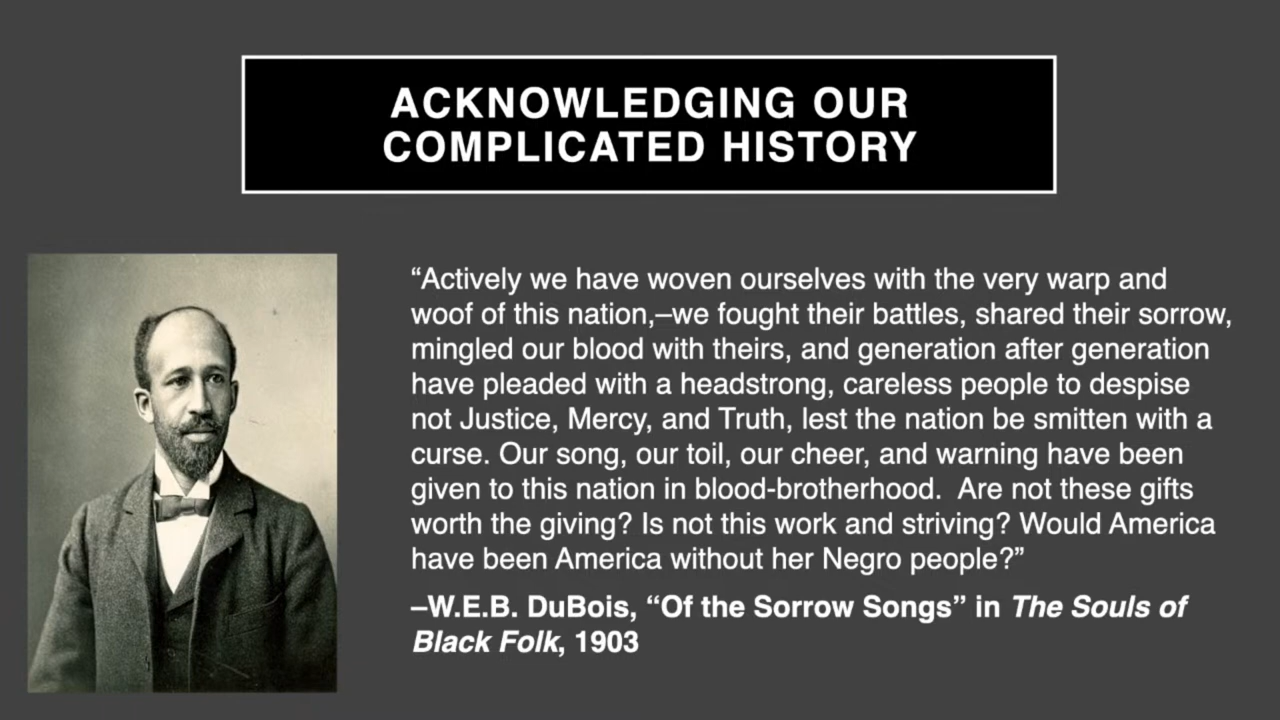 ACKNOWLEDGING OUR
COMPLICATED HISTORY
“Actively we have woven ourselves with the very warp and
woof of this nation,–we fought their battles, shared their sorrow,
mingled our blood with theirs, and generation after generation
have pleaded with a headstrong, careless people to despise
not Justice, Mercy, and Truth, lest the nation be smitten with a
curse. Our song, our toil, our cheer, and warning have been
given to this nation in blood-brotherhood.  Are not these gifts
worth the giving? Is not this work and striving? Would America
have been America without her Negro people?”
–W.E.B. DuBois, “Of the Sorrow Songs” in The Souls of
Black Folk, 1903